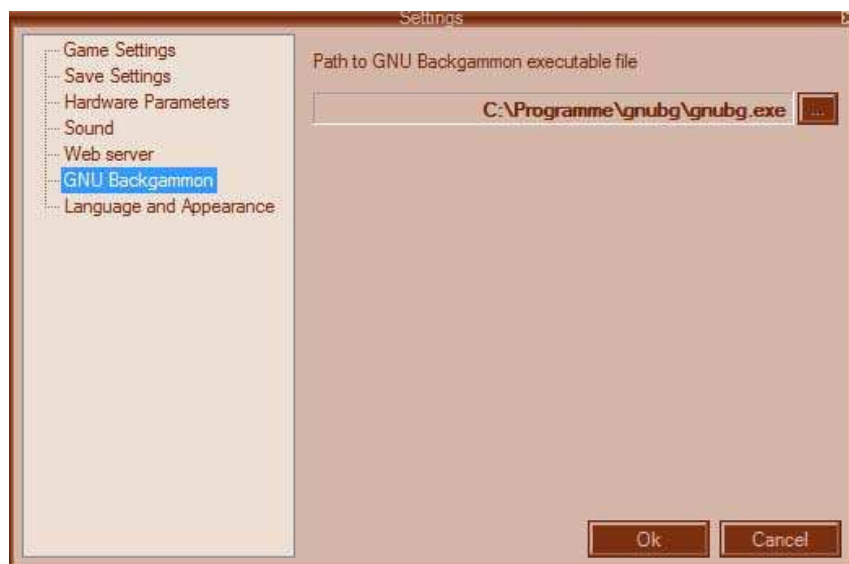 Settings
Game Settings
Save Settings
Hardware Parameters
Sound
Web server
GNU Backgammon
Language and Appearance
Path to GNU Backgammon executable file
C:\Programme\gnubg\gnubg.exe
...
Ok
Cancel